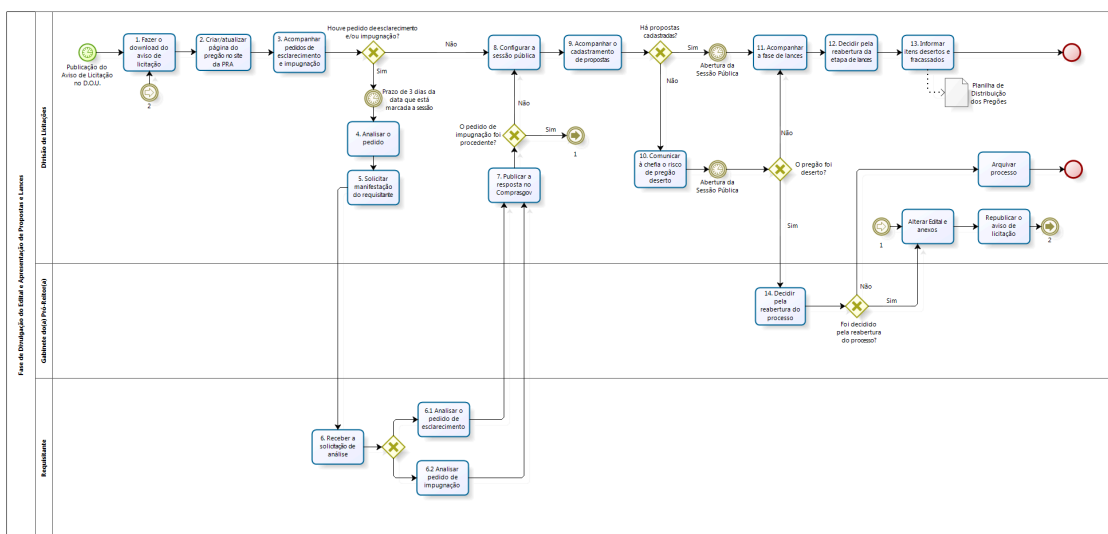 Fase de Divulgação do Edital e Apresentação de Propostas e Lances
Divisão de Licitações
Publicação do
Aviso de Licitação
no D.O.U.
1. Fazer o
download do
aviso de
licitação
2
2. Criar/atualizar
página do
pregão no site
da PRA
3. Acompanhar
pedidos de
esclarecimento
e impugnação
Houve pedido de esclarecimento
e/ou impugnação?
Não
Sim
Prazo de 3 dias da
data que está
marcada a sessão
4. Analisar o
pedido
5. Solicitar
manifestação
do requisitante
8. Configurar a
sessão pública
Não
O pedido de
impugnação foi
procedente?
Sim
1
7. Publicar a
resposta no
Comprasgov
9. Acompanhar o
cadastramento
de propostas
Há propostas
cadastradas?
Sim
Abertura da
Sessão Pública
Não
10. Comunicar
à chefia o risco
de pregão
deserto
Abertura da
Sessão Pública
11. Acompanhar
a fase de lances
Não
O pregão foi
deserto?
Sim
12. Decidir pela
reabertura da
etapa de lances
13. Informar
itens desertos e
fracassados
Planilha de
Distribuição
dos Pregões
Arquivar
processo
1
Alterar Edital e
anexos
Republicar o
aviso de
licitação
2
Gabinete do(a) Pró-Reitor(a)
14. Decidir
pela
reabertura do
processo
Não
Sim
Foi decidido
pela reabertura
do processo?
Requisitante
6. Receber a
solicitação de
análise
6.1 Analisar o
pedido de
esclarecimento
6.2 Analisar
pedido de
impugnação